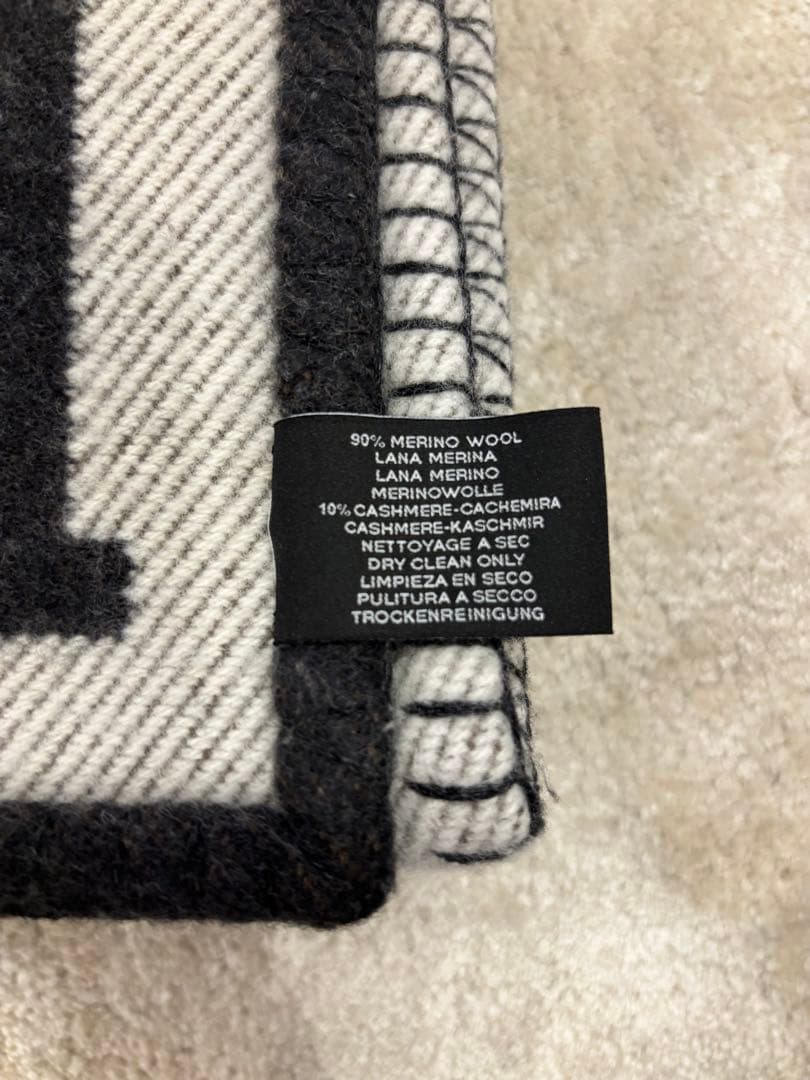 90% MERINO WOOL
LANA MERINA
LANA MERINO
MERINOWOLLE
10% CASHMERE-CACHEMIRA
CASHMERE-KASCHMIR
NETTOYAGE A SEC
DRY CLEAN ONLY
LIMPIEZA EN SECO
PULITURA A SECCO
TROCKENREINIGUNG